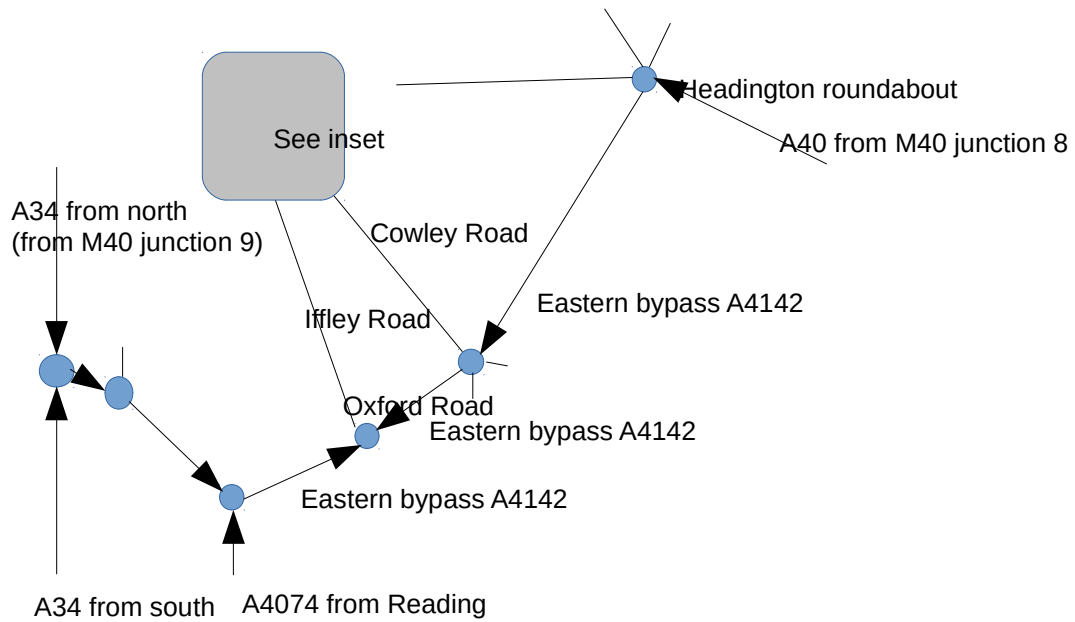 Headington roundabout
See inset
A40 from M40 junction 8
A34 from north
(from M40 junction 9)
Cowley Road
Eastern bypass A4142
Iffley Road
Oxford Road
Eastern bypass A4142
Eastern bypass A4142
A34 from south
A4074 from Reading